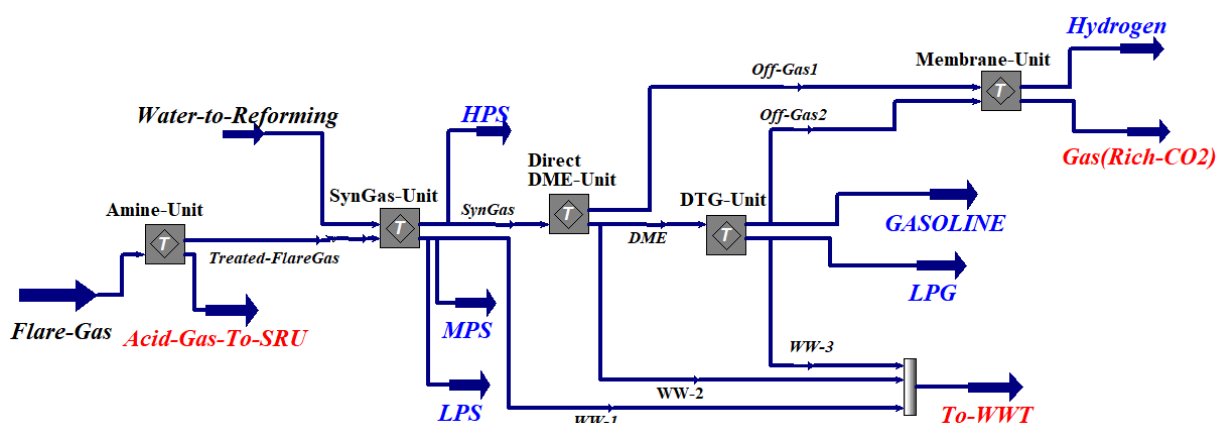 Hydrogen
Membrane-Unit
Off-Gas1
T
Water-to-Reforming
HPS
Off-Gas2
Gas(Rich-CO2)
Direct
DME-Unit
SynGas-Unit
DTG-Unit
Amine-Unit
SynGas
T
T
DME
T
GASOLINE
T
Treated-FlareGas
LPG
Flare-Gas
Acid-Gas-To-SRU
MPS
WW-3
WW-2
LPS
WW-1
To-WWT